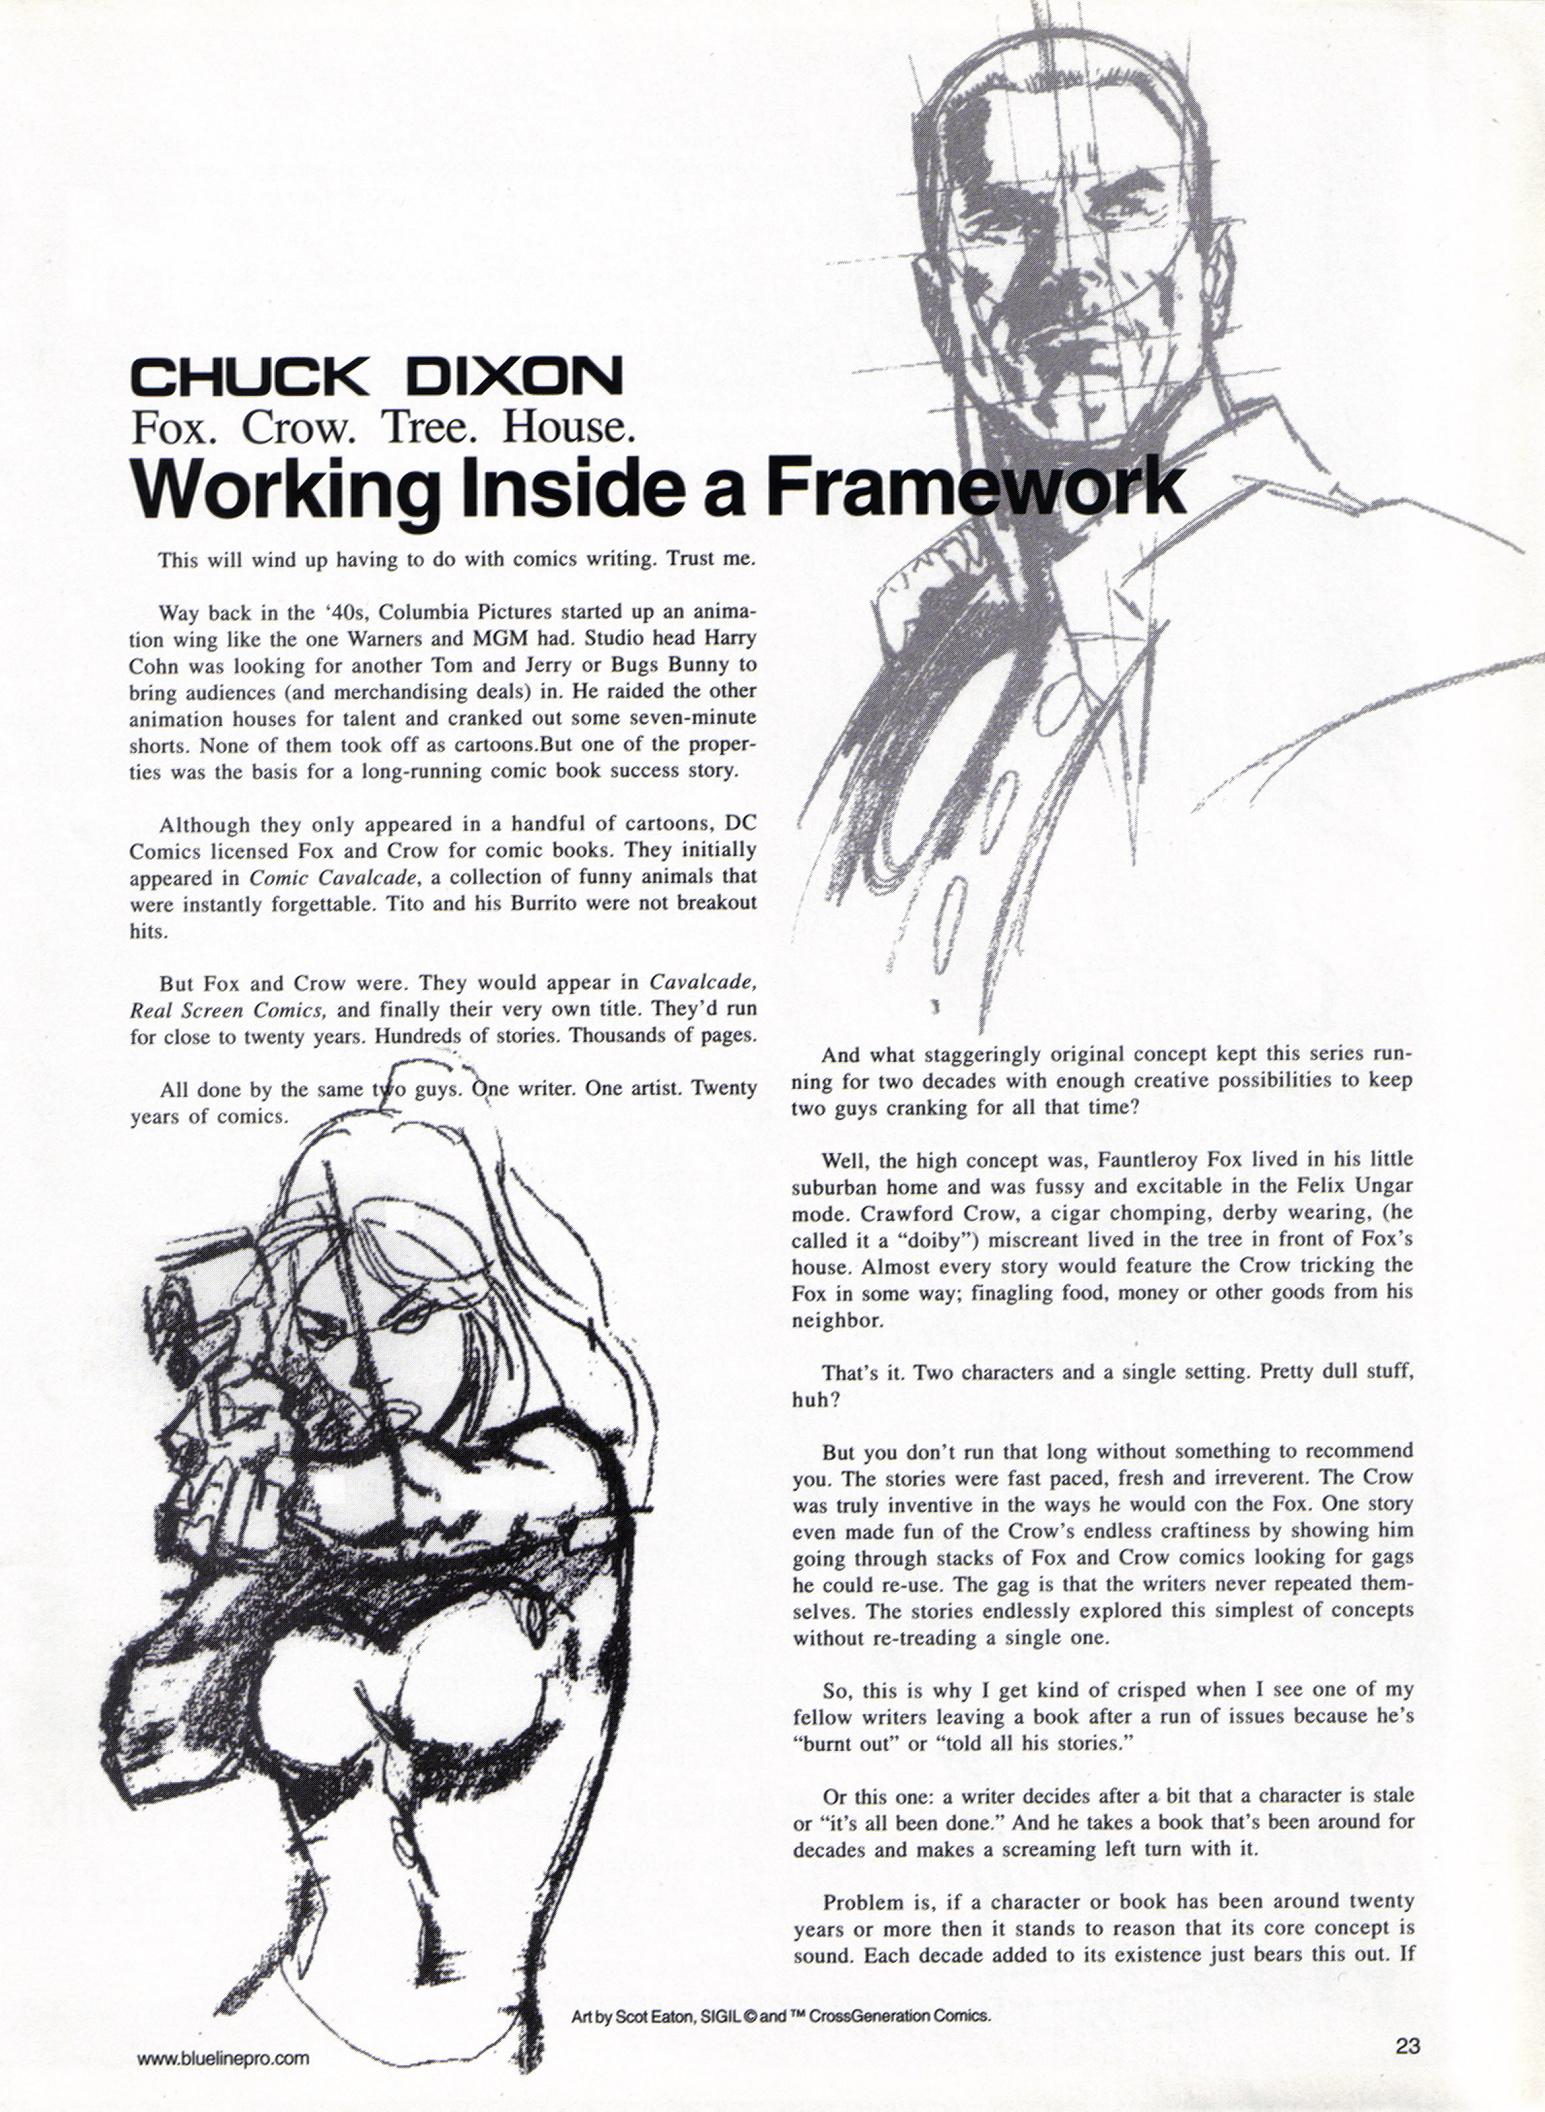 CHUCK DIXON
Fox. Crow. Tree. House.
Working Inside a Framework
This will wind up having to do with comics writing. Trust me.
Way back in the ‘40s, Columbia Pictures started up an anima-
tion wing like the one Warners and MGM had. Studio head Harry
Cohn was looking for another Tom and Jerry or Bugs Bunny to
bring audiences (and merchandising deals) in. He raided the other
animation houses for talent and cranked out some seven-minute
shorts. None of them took off as cartoons.But one of the proper-
ties was the basis for a long-running comic book success story.
Although they only appeared in a handful of cartoons, DC
Comics licensed Fox and Crow for comic books. They initially
appeared in Comic Cavalcade, a collection of funny animals that
were instantly forgettable. Tito and his Burrito were not breakout
hits.
But Fox and Crow were. They would appear in Cavalcade,
Real Screen Comics, and finally their very own title. They’d run
for close to twenty years. Hundreds of stories. Thousands of pages.
All done by the same two guys. One writer. One artist. Twenty
years of comics.
And what staggeringly original concept kept this series run-
ning for two decades with enough creative possibilities to keep
two guys cranking for all that time?
Well, the high concept was, Fauntleroy Fox lived in his little
suburban home and was fussy and excitable in the Felix Ungar
mode. Crawford Crow, a cigar chomping, derby wearing, (he
called it a “doiby”) miscreant lived in the tree in front of Fox’s
house. Almost every story would feature the Crow tricking the
Fox in some way; finagling food, money or other goods from his
neighbor.
That’s it. Two characters and a single setting. Pretty dull stuff,
huh?
But you don’t run that long without something to recommend
you. The stories were fast paced, fresh and irreverent. The Crow
was truly inventive in the ways he would con the Fox. One story
even made fun of the Crow’s endless craftiness by showing him
going through stacks of Fox and Crow comics looking for gags
he could re-use. The gag is that the writers never repeated them-
selves. The stories endlessly explored this simplest of concepts
without re-treading a single one.
So, this is why I get kind of crisped when I see one of my
fellow writers leaving a book after a run of issues because he’s
“burnt out” or “told all his stories.”
Or this one: a writer decides after a bit that a character is stale
or “it’s all been done.” And he takes a book that’s been around for
decades and makes a screaming left turn with it.
Problem is, if a character or book has been around twenty
years or more then it stands to reason that its core concept is
sound. Each decade added to its existence just bears this out. If
Art by Scot Eaton, SIGIL © and ™ CrossGeneration Comics.
www.bluelinepro.com
23